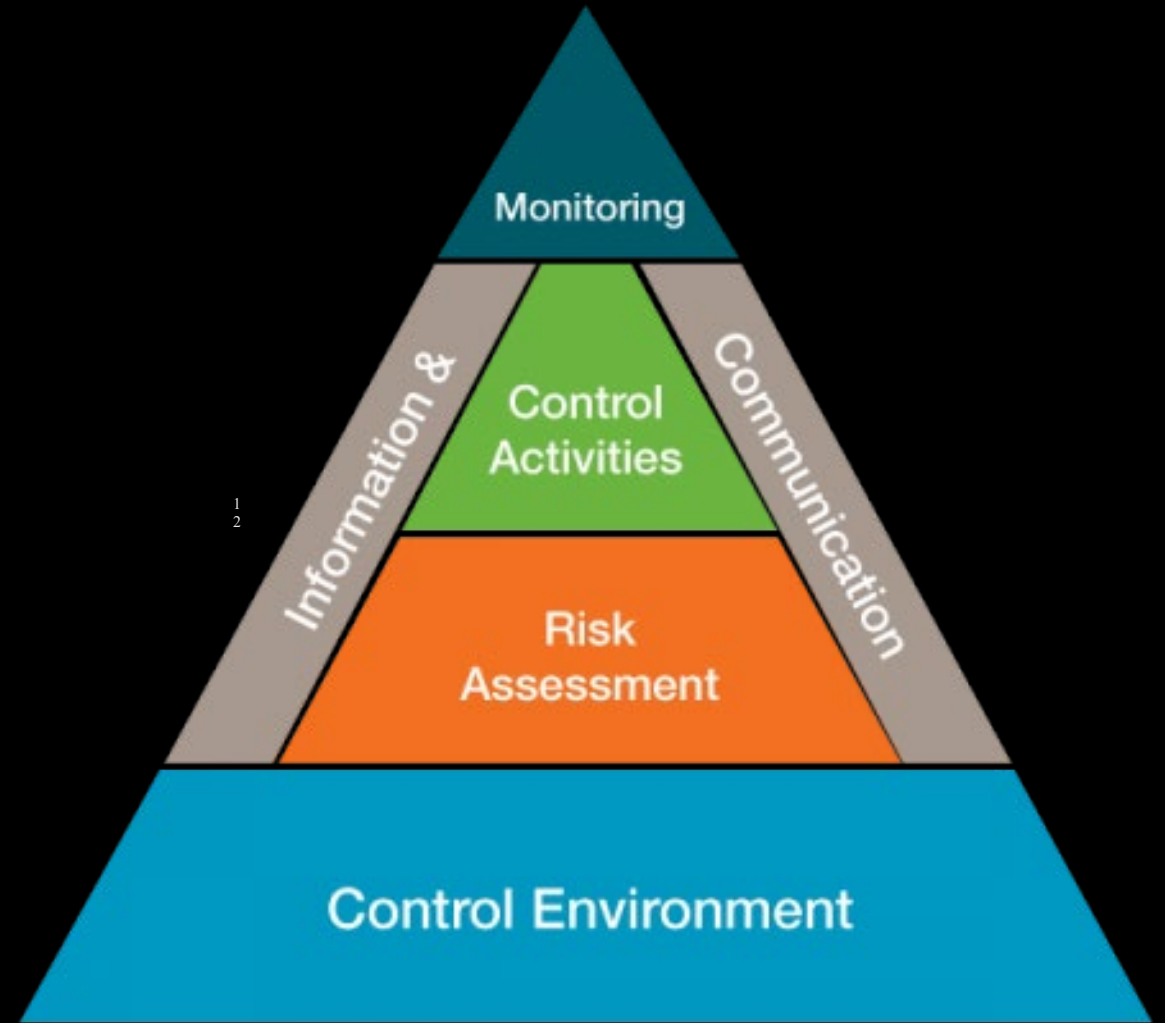 Monitoring
Information &
Communication
Control
Activities
1
2
Risk
Assessment
Control Environment